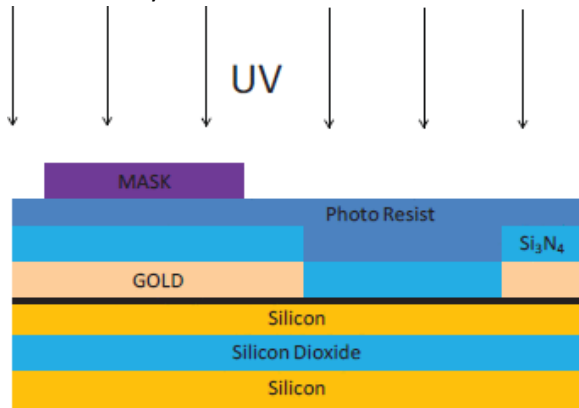 UV
MASK
Photo Resist
Si₃N₄
GOLD
Silicon
Silicon Dioxide
Silicon